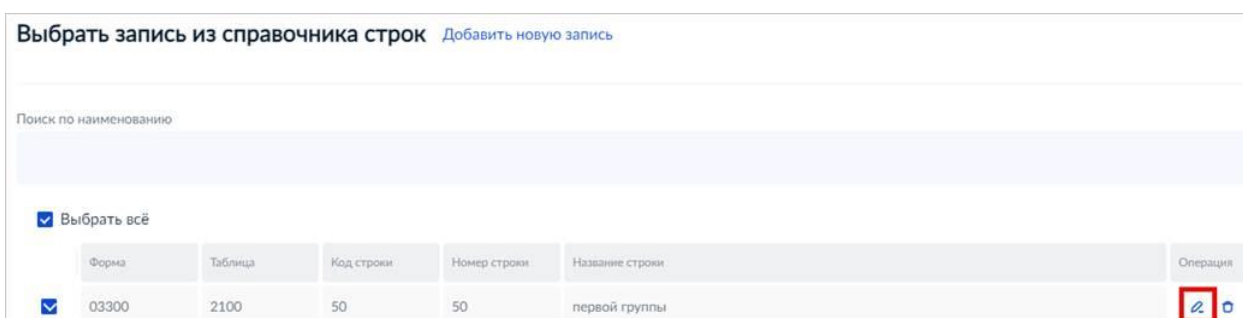 Выбрать запись из справочника строк Добавить новую запись
Поиск по наименованию
Выбрать всё
Форма Таблица Код строки Номер строки Название строки Операция
03300 2100 50 50 первой группы